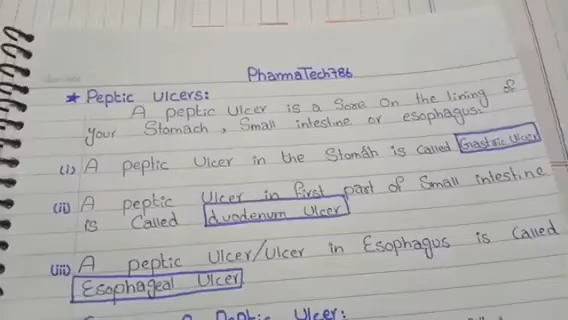 PharmaTech786
* Peptic Ulcers:
A peptic Ulcer is a Sore on the lining of
your Stomach, Small intestine or esophagus.
(i) A peptic Ulcer in the Stomach is called Gastric Ulcer
(ii) A peptic Ulcer in first part of Small intestine
is Called duodenum Ulcer
(iii) A peptic Ulcer/Ulcer in Esophagus is Called
Esophageal Ulcer
Peptic Ulcer: